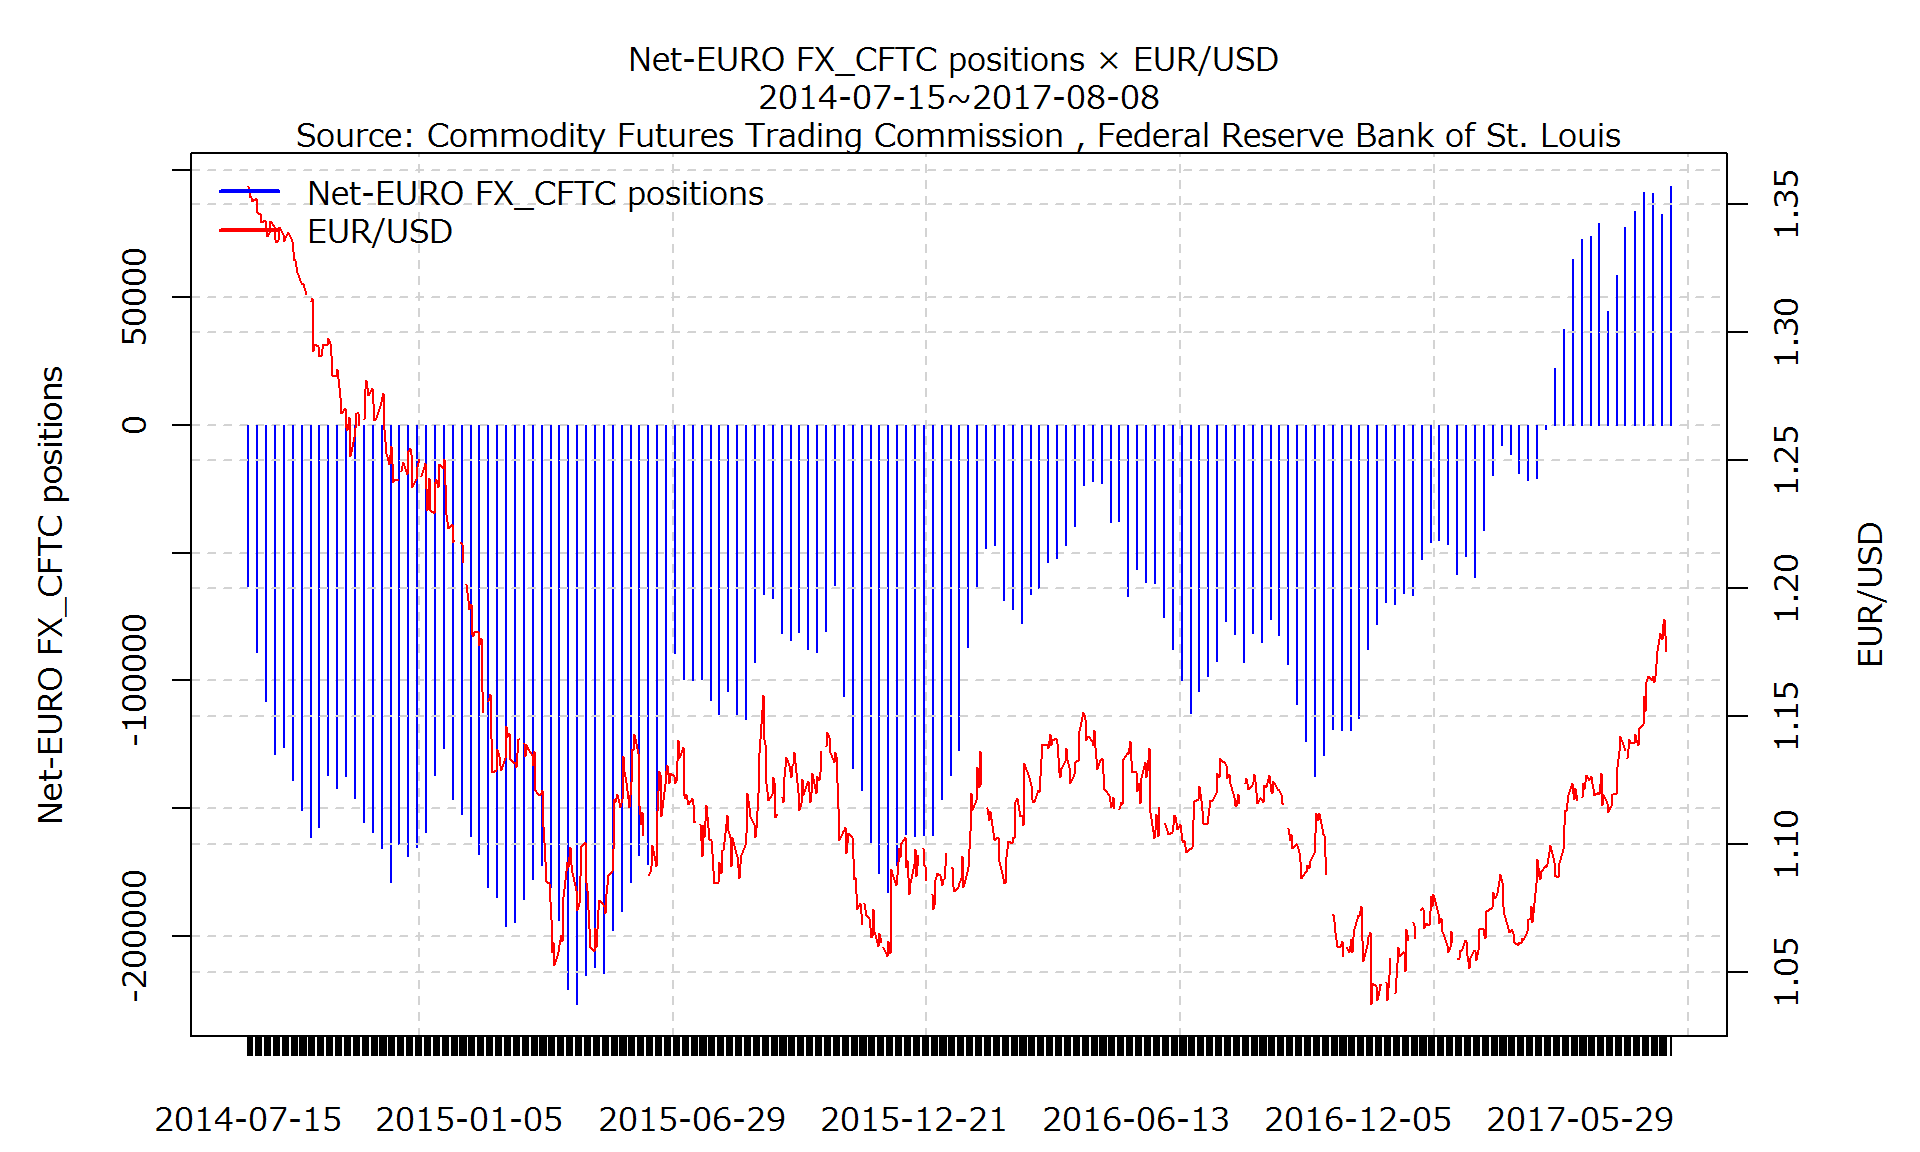 Net-EURO FX_CFTC positions × EUR/USD
2014-07-15~2017-08-08
Source: Commodity Futures Trading Commission , Federal Reserve Bank of St. Louis
Net-EURO FX_CFTC positions
EUR/USD
Net-EURO FX_CFTC positions
50000
0
-100000
-200000
1.35
1.30
1.25
1.20
1.15
1.10
1.05
EUR/USD
2014-07-15 2015-01-05 2015-06-29 2015-12-21 2016-06-13 2016-12-05 2017-05-29